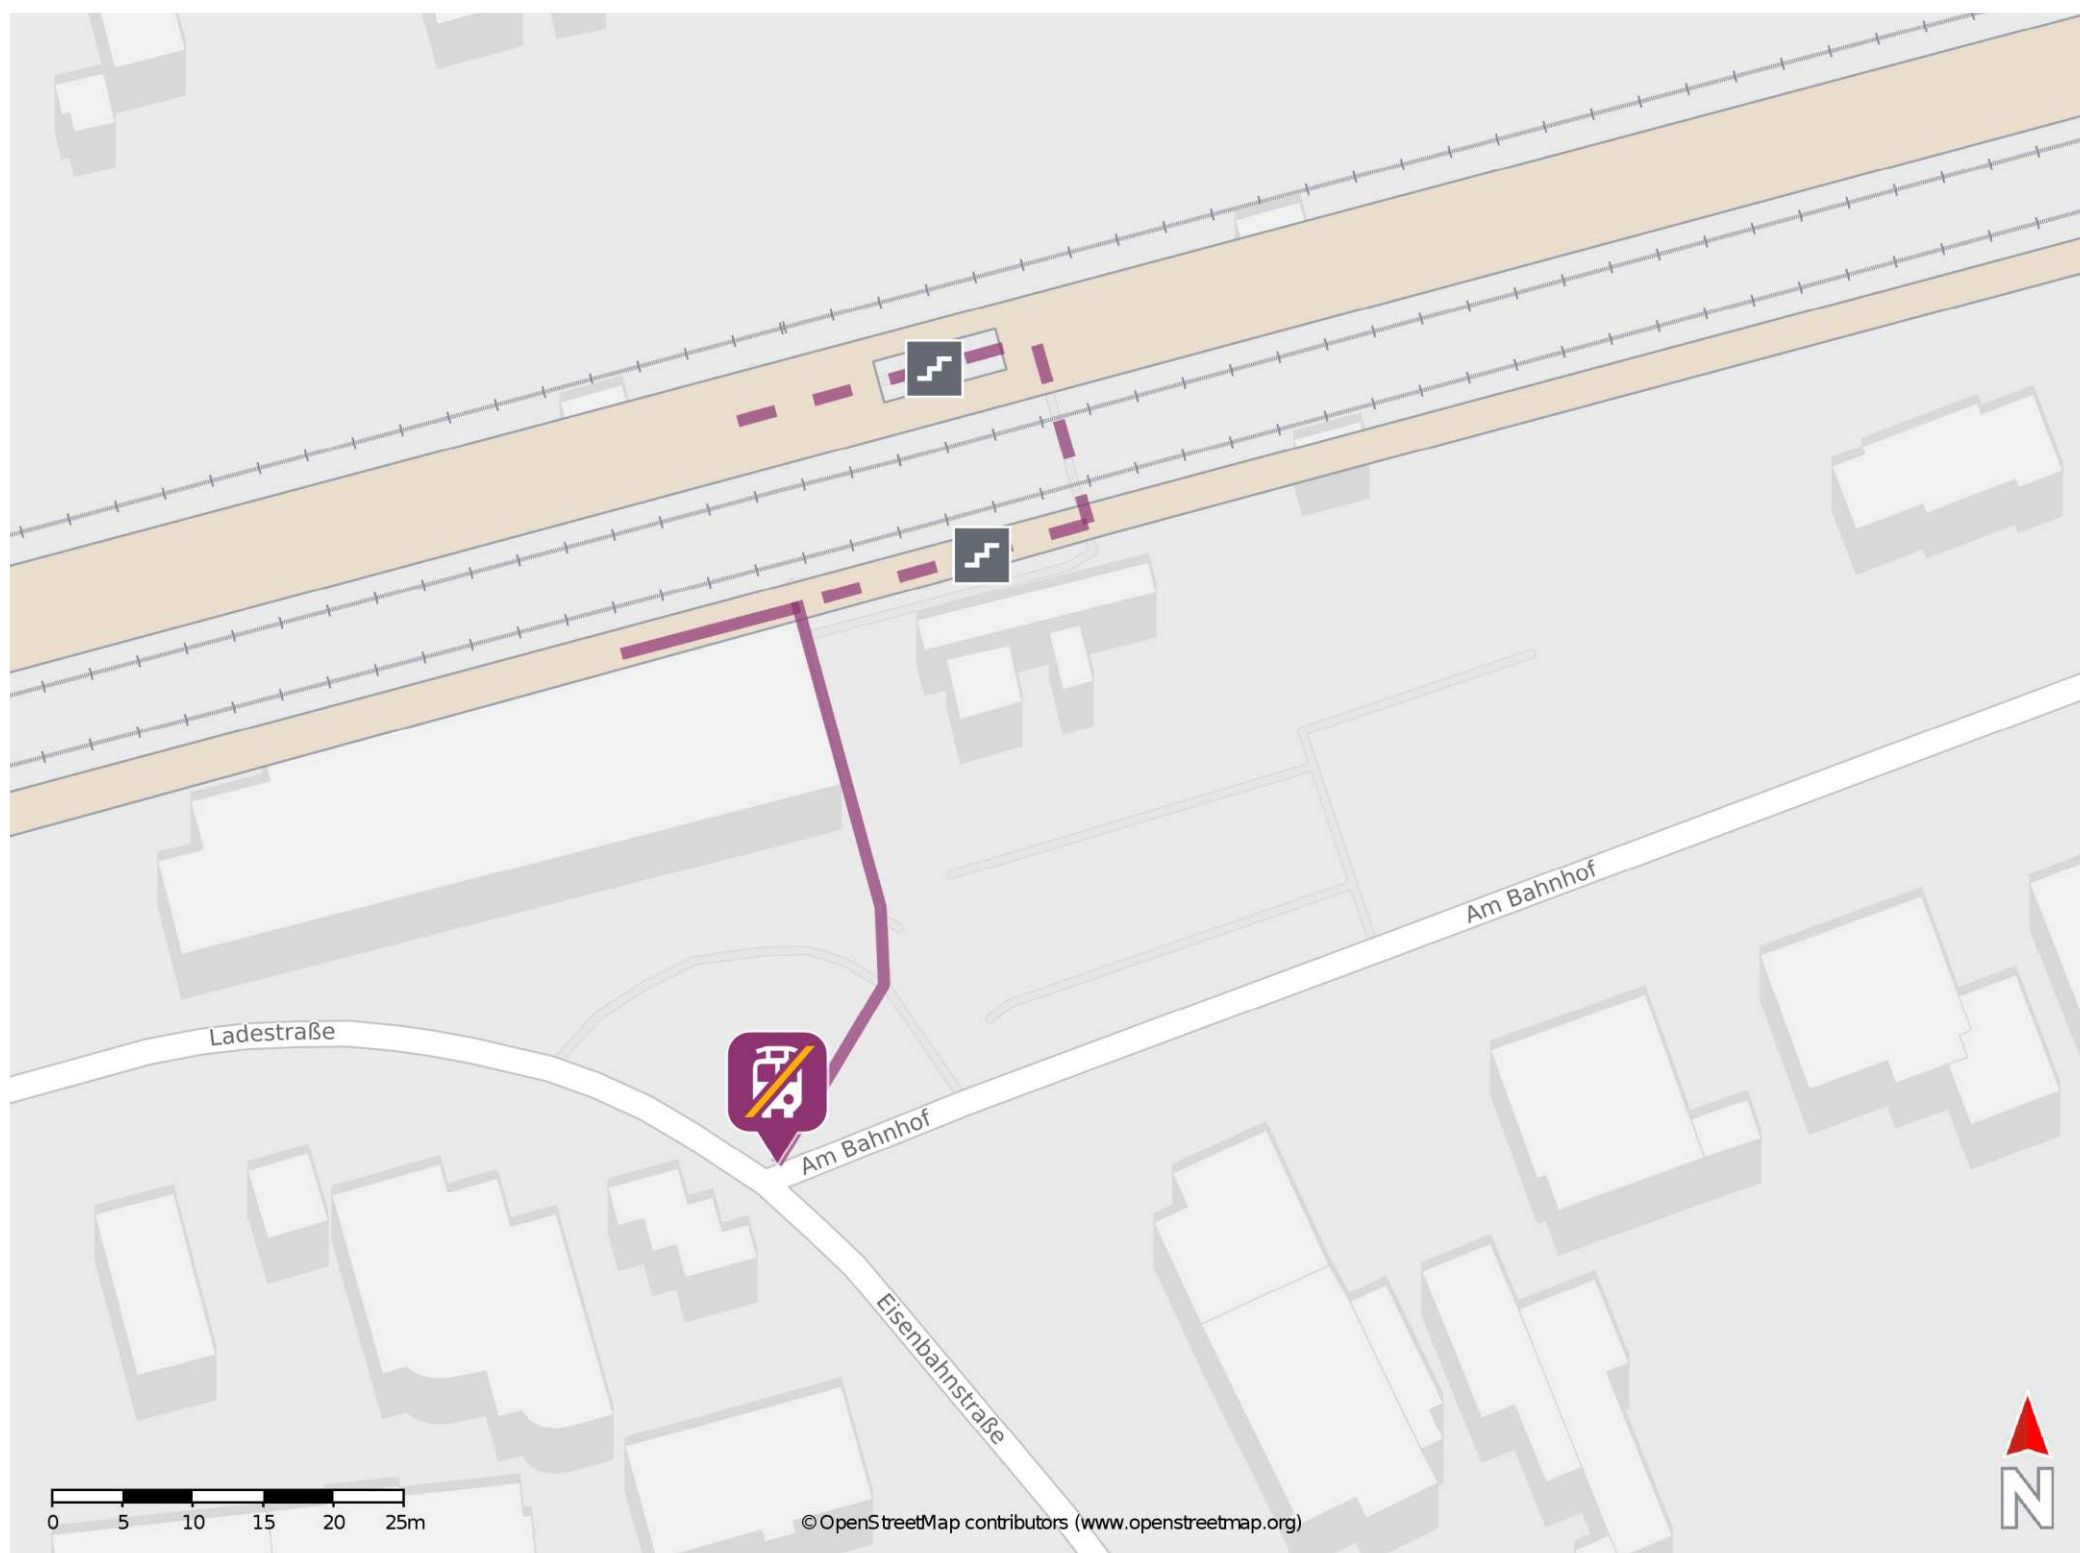 Am Bahnhof
Ladestraße
Am Bahnhof
Eisenbahnstraße
0 5 10 15 20 25m
© OpenStreetMap contributors (www.openstreetmap.org)
N